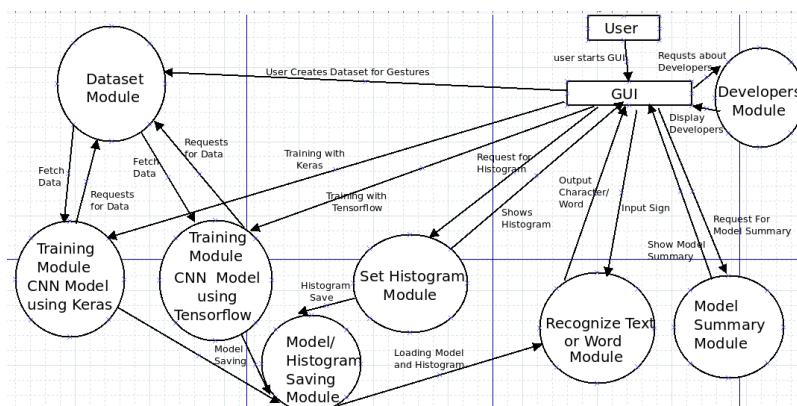 User
user starts GUI
Requsts about
Developers
GUI
Developers
Module
Display
Developers
Dataset
Module
User Creates Dataset for Gestures
Fetch
Data
Requests
for Data
Fetch
Data
Requests
for Data
Training with
Keras
Training with
Tensorflow
Request for
Histogram
Shows
Histogram
Output
Character/
Word
Input Sign
Request For
Model Summary
Show Model
Summary
Training
Module
CNN Model
using Keras
Training
Module
CNN Model
using
Tensorflow
Set Histogram
Module
Histogram
Save
Model
Saving
Model/
Histogram
Saving
Module
Loading Model
and Histogram
Recognize Text
or Word
Module
Model
Summary
Module